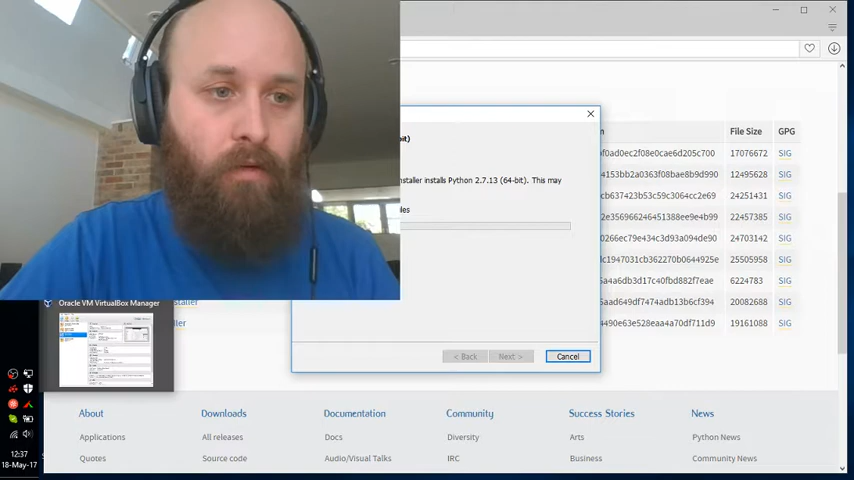 n File Size GPG
bit)
f0ad0ec2f08e0cae6d205c700 17076672 SIG
4153bb2a0363f08bae8b9d990 12495628 SIG
nstaller installs Python 2.7.13 (64-bit). This may
cb637423b53c59c3064cc2e69 24251431 SIG
les
2e356966246451388ee9e4b99 22457385 SIG
0266ec79e434c3d93a094de90 24703142 SIG
dc1947031cb362270b0644925e 25505958 SIG
5a4a6db3d17c40fbd882f7eae 6224783 SIG
Oracle VM VirtualBox Manager
staller
5aad649df7474adb13b6cf394 20082688 SIG
ller
4490e63e528eaa4a70df711d9 19161088 SIG
< Back Next > Cancel
About Downloads Documentation Community Success Stories News
Applications All releases Docs Diversity Arts Python News
Quotes Source code Audio/Visual Talks IRC Business Community News
12:37
18-May-17